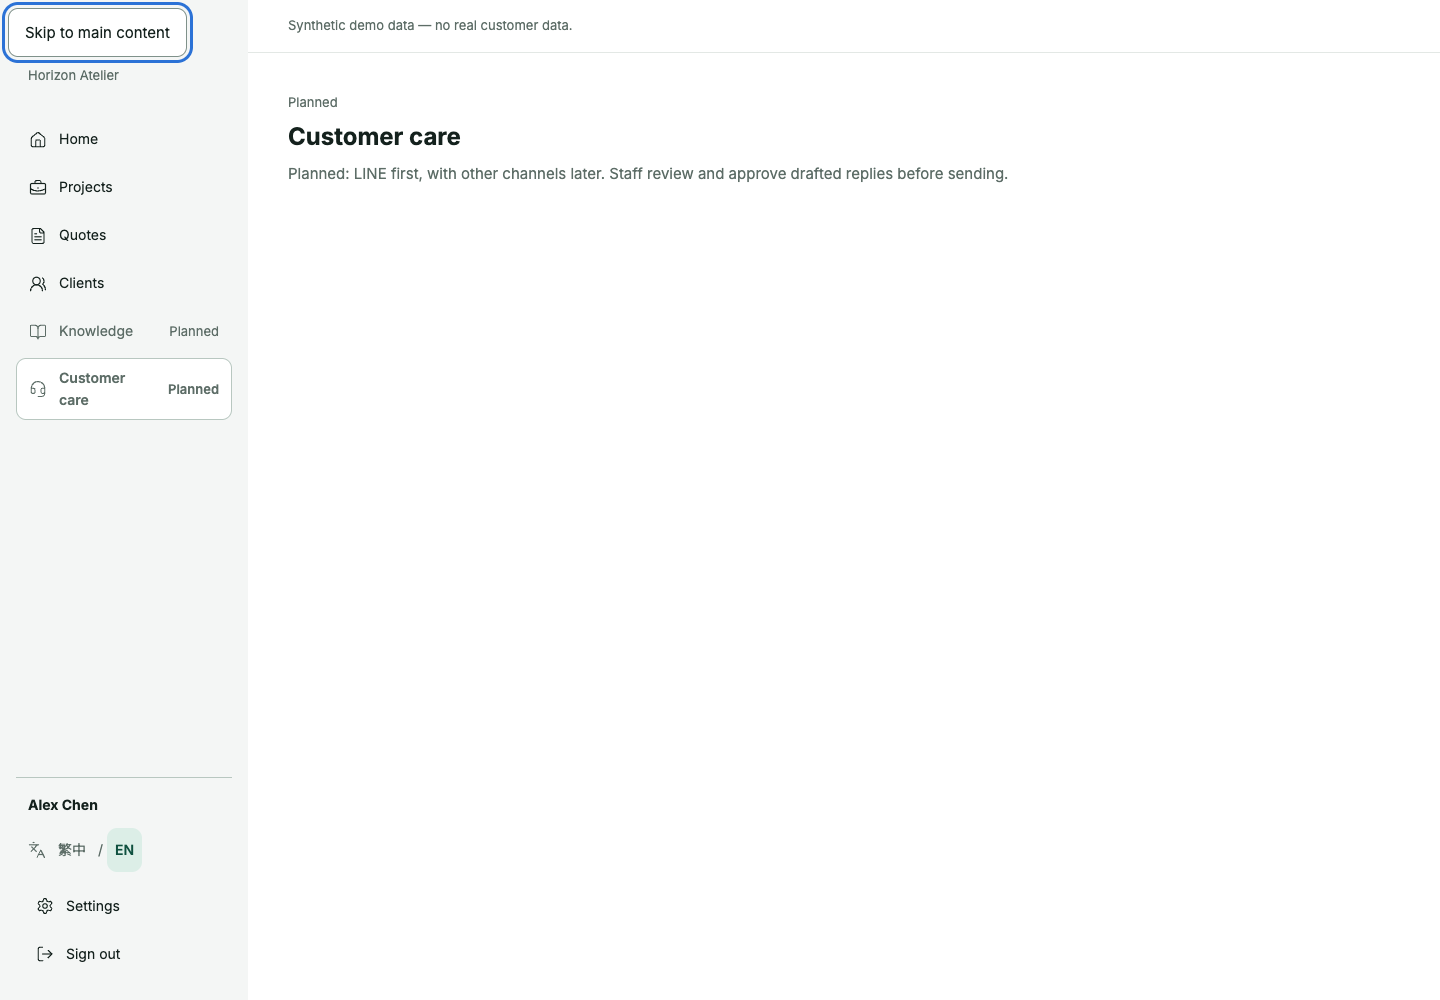 Skip to main content
Horizon Atelier
Home
Projects
Quotes
Clients
Knowledge Planned
Customer care Planned
Alex Chen
繁中 / EN
Settings
Sign out
Synthetic demo data — no real customer data.
Planned
Customer care
Planned: LINE first, with other channels later. Staff review and approve drafted replies before sending.